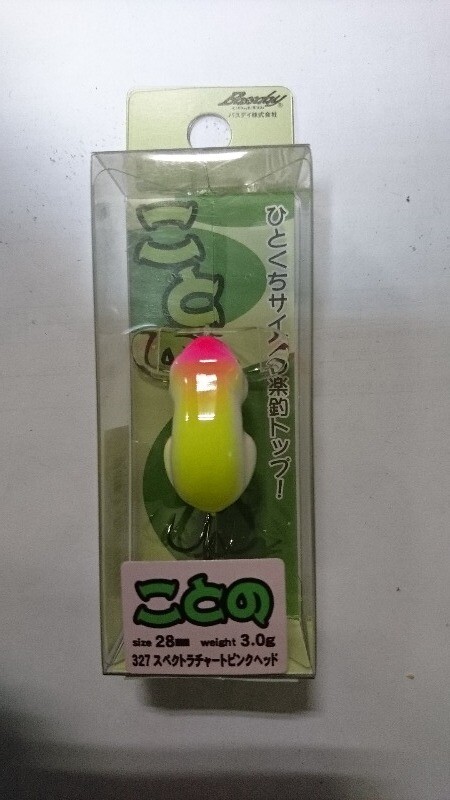 Bassday
バスデイ株式会社
こと
ひとくちサイズの楽釣トップ!
ことの
size 28mm weight 3.0g
327 スペクトラチャートピンクヘッド